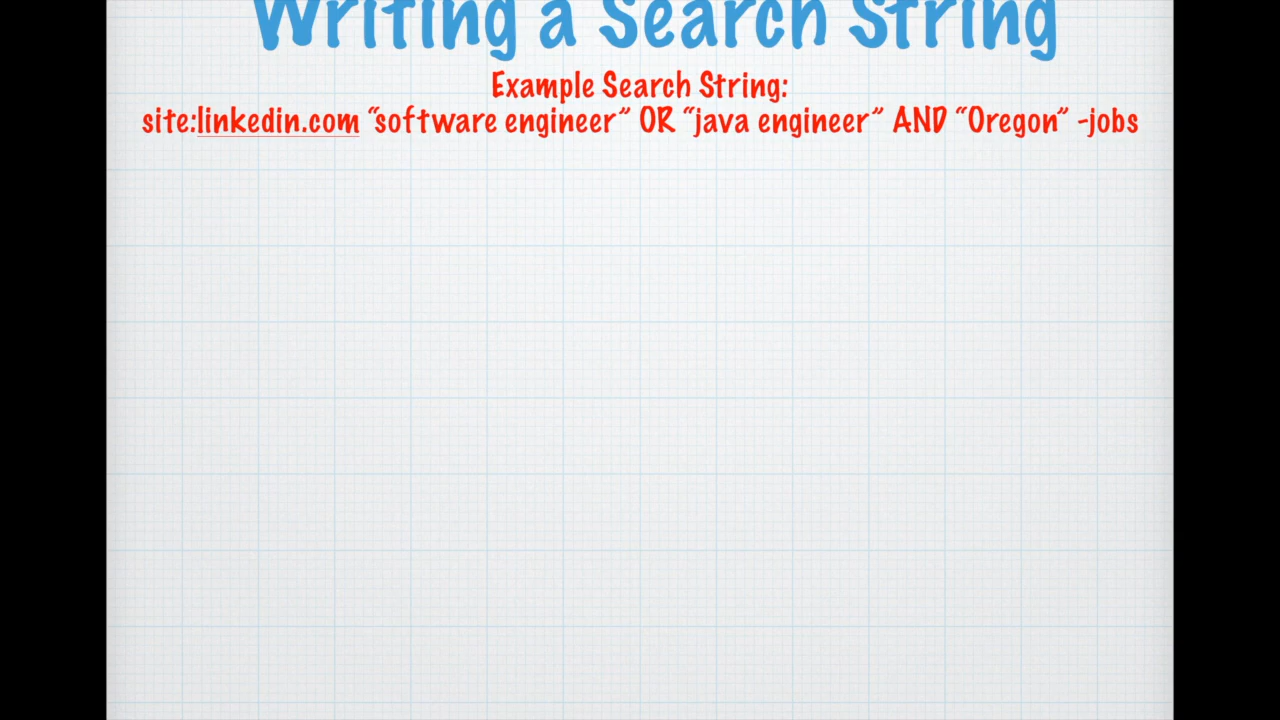 Writing a Search String
Example Search String:
site:linkedin.com “software engineer” OR “java engineer” AND “Oregon” -jobs